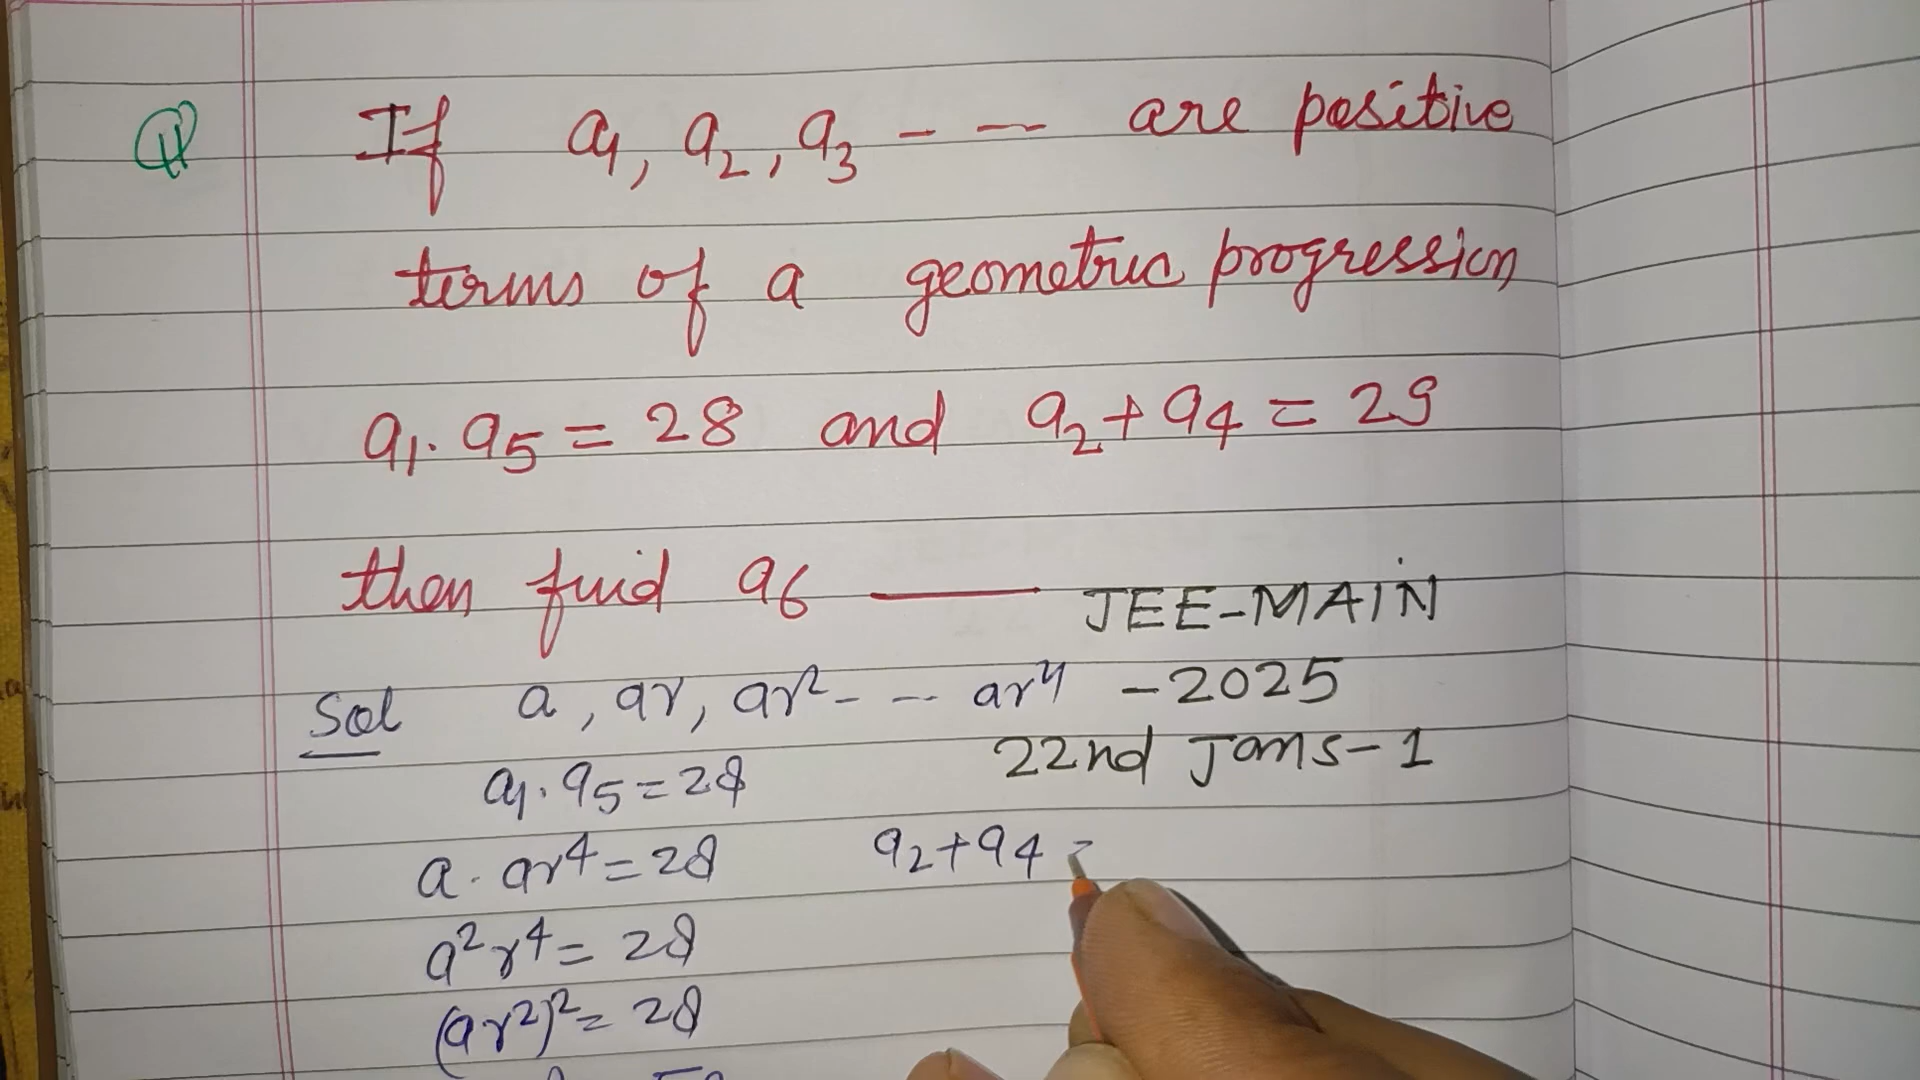 Q If a1, a2, a3 - -- are positive
terms of a geometric progression
a1. a5 = 28 and a2 + a4 = 29
then find a6 —— JEE-MAIN
Sol a, ar, ar² - -- ar⁴ - 2025
22nd Jan S-1
a1. a5 = 28
a. ar⁴ = 28 a2 + a4 =
a² r⁴ = 28
(ar²)² = 28